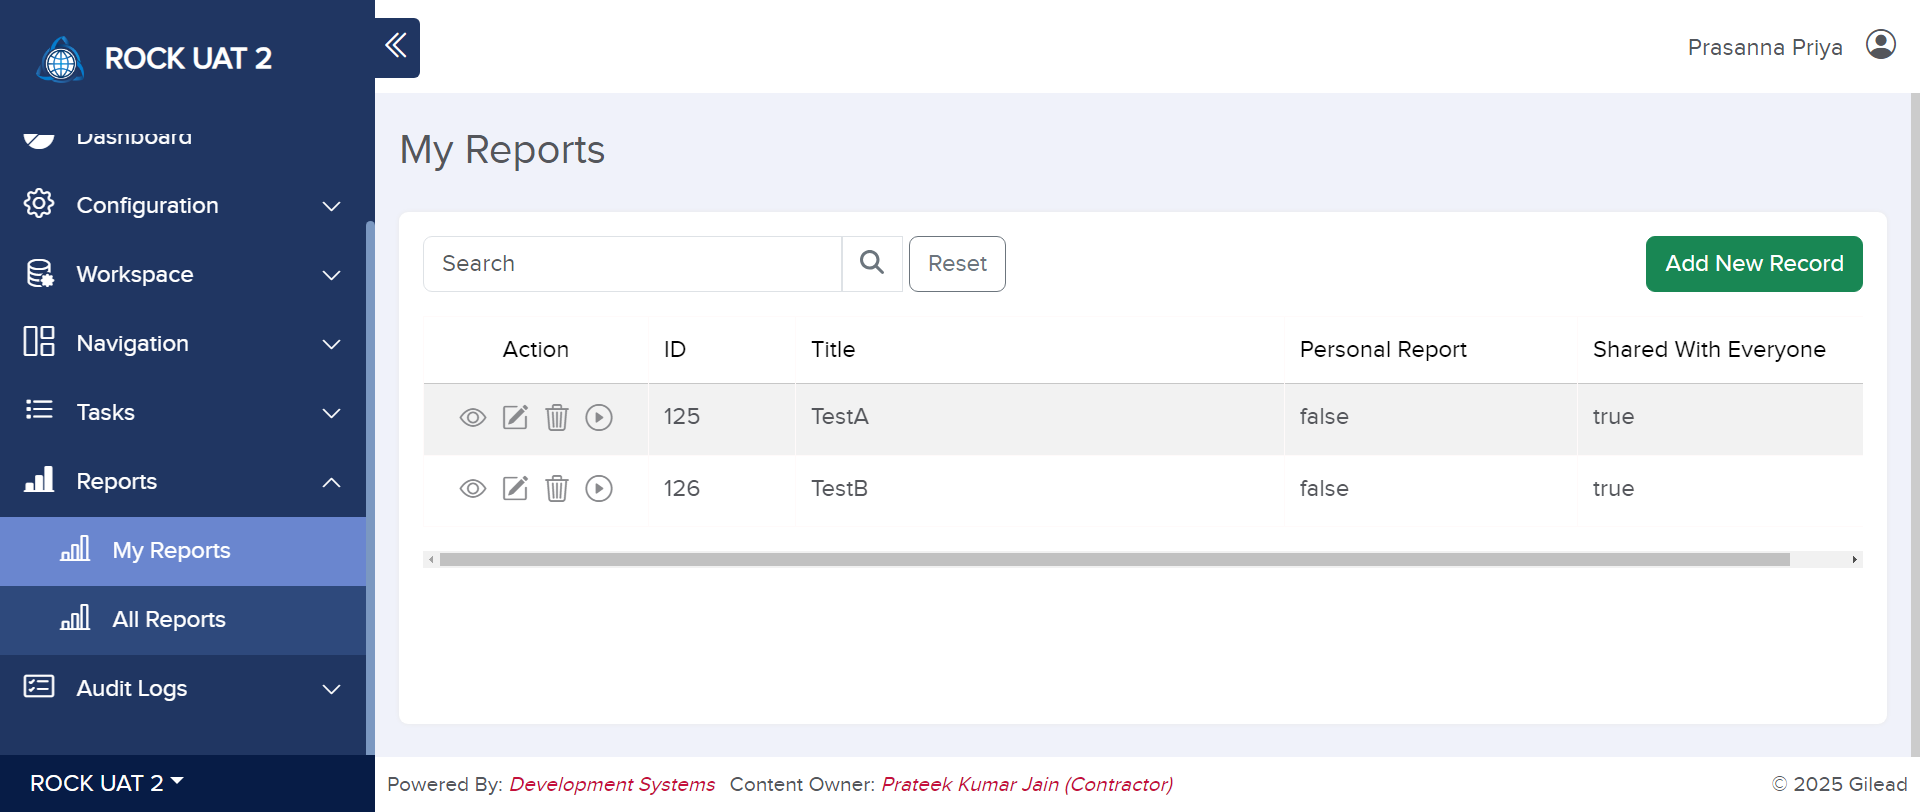 ROCK UAT 2
Prasanna Priya
Dashboard
Configuration
Workspace
Navigation
Tasks
Reports
My Reports
All Reports
Audit Logs
ROCK UAT 2
My Reports
Search
Reset
Add New Record
Action ID Title Personal Report Shared With Everyone
125 TestA false true
126 TestB false true
Powered By: Development Systems Content Owner: Prateek Kumar Jain (Contractor)
© 2025 Gilead